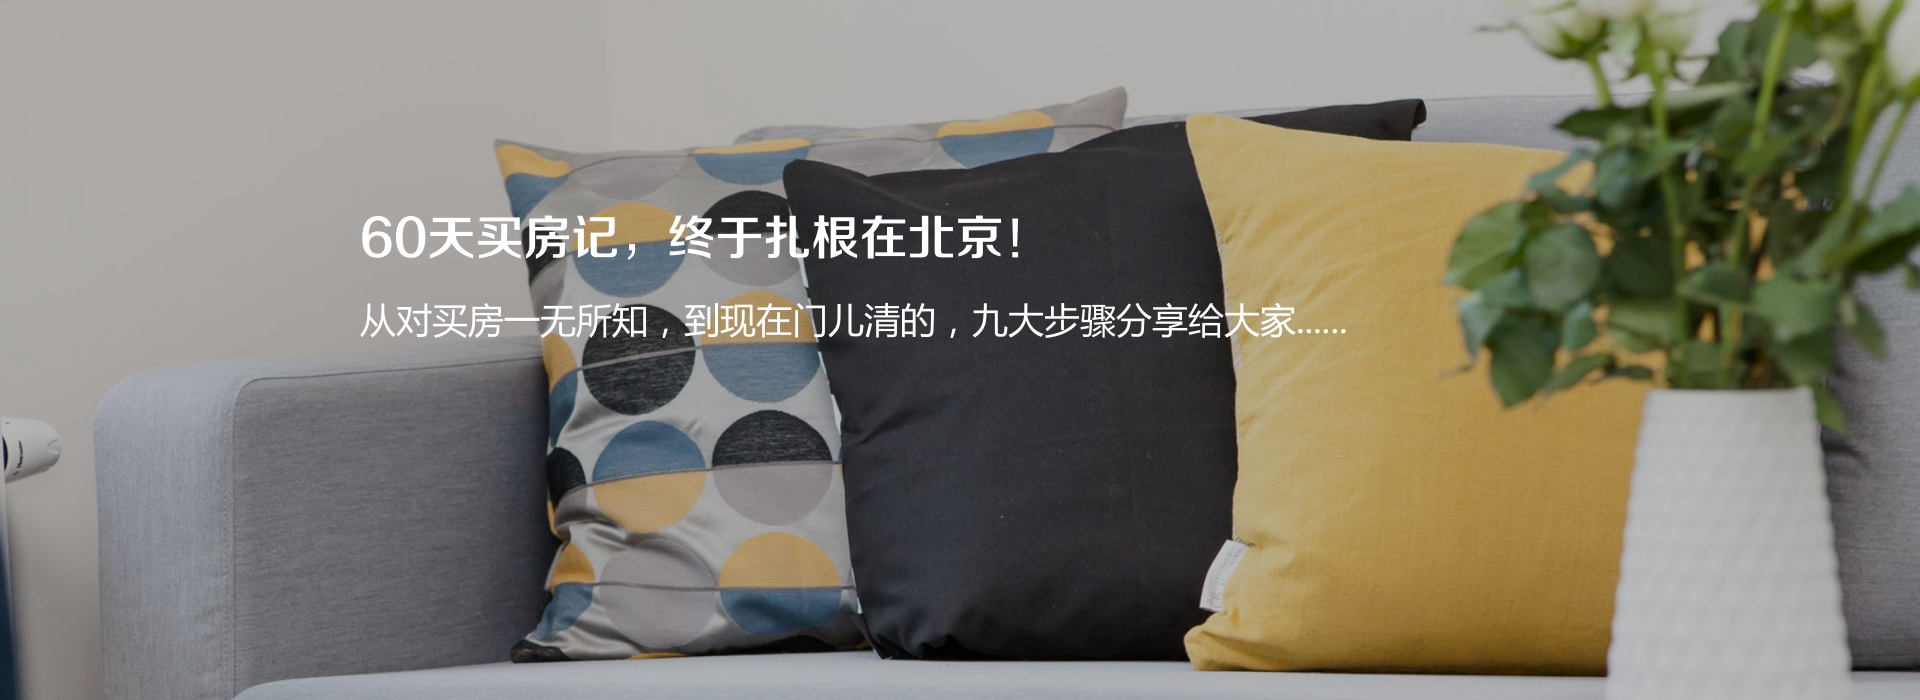 60天买房记，终于扎根在北京！
从对买房一无所知，到现在门儿清的，九大步骤分享给大家......